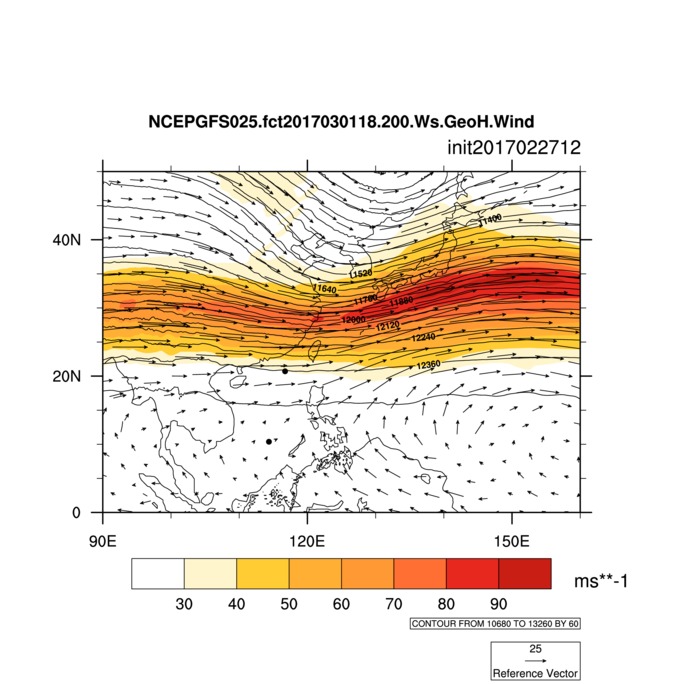 NCEPGFS025.fct2017030118.200.Ws.GeoH.Wind
init2017022712
11400
40N
11520
11640
11760
11880
12000
12120
12240
12360
20N
0
90E 120E 150E
ms**-1
30 40 50 60 70 80 90
CONTOUR FROM 10680 TO 13260 BY 60
25
Reference Vector